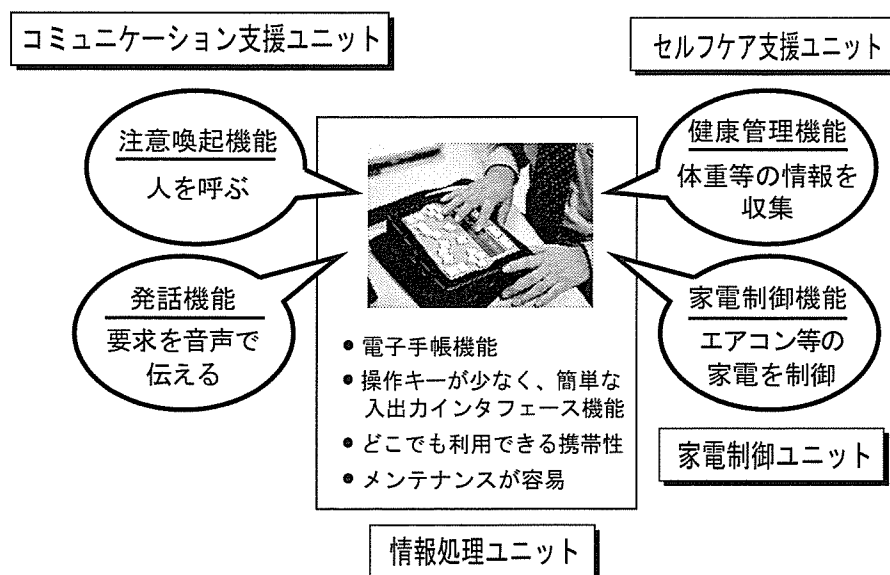 コミュニケーション支援ユニット
セルフケア支援ユニット
注意喚起機能
人を呼ぶ
健康管理機能
体重等の情報を
収集
発話機能
要求を音声で
伝える
家電制御機能
エアコン等の
家電を制御
● 電子手帳機能
● 操作キーが少なく、簡単な
入出力インタフェース機能
● どこでも利用できる携帯性
● メンテナンスが容易
家電制御ユニット
情報処理ユニット